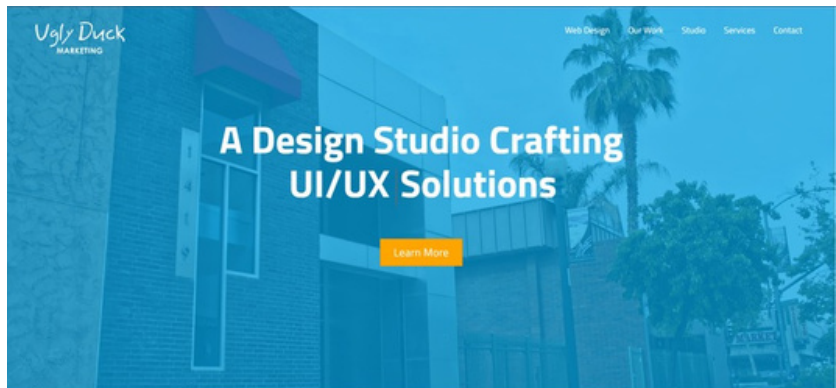 Ugly Duck
MARKETING
Web Design Our Work Studio Services Contact
A Design Studio Crafting
UI/UX Solutions
Learn More